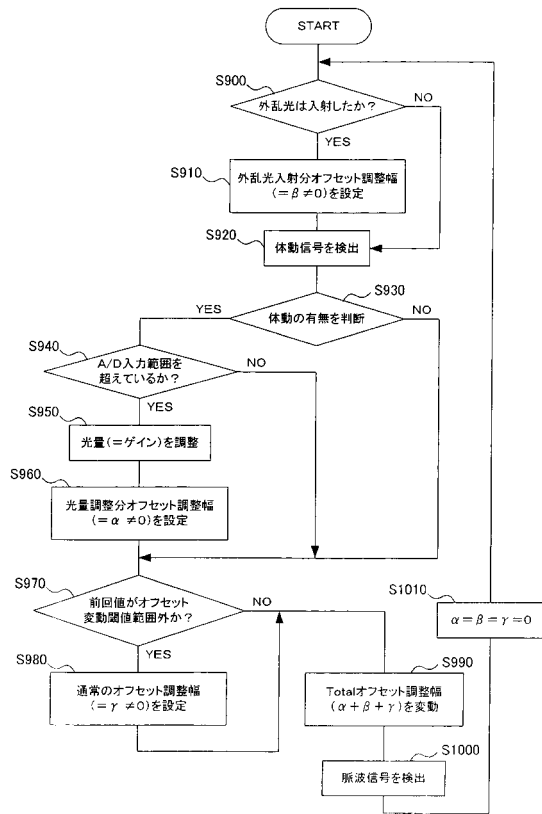 START
S900
外乱光は入射したか？
NO
YES
S910
外乱光入射分オフセット調整幅
(=β≠0)を設定
S920
体動信号を検出
S930
YES
体動の有無を判断
NO
S940
A/D入力範囲を
超えているか？
NO
YES
S950
光量(=ゲイン)を調整
S960
光量調整分オフセット調整幅
(=α≠0)を設定
S970
前回値がオフセット
変動閾値範囲外か？
NO
YES
S980
通常のオフセット調整幅
(=γ≠0)を設定
S990
Totalオフセット調整幅
(α+β+γ)を変動
S1000
脈波信号を検出
S1010
α=β=γ=0